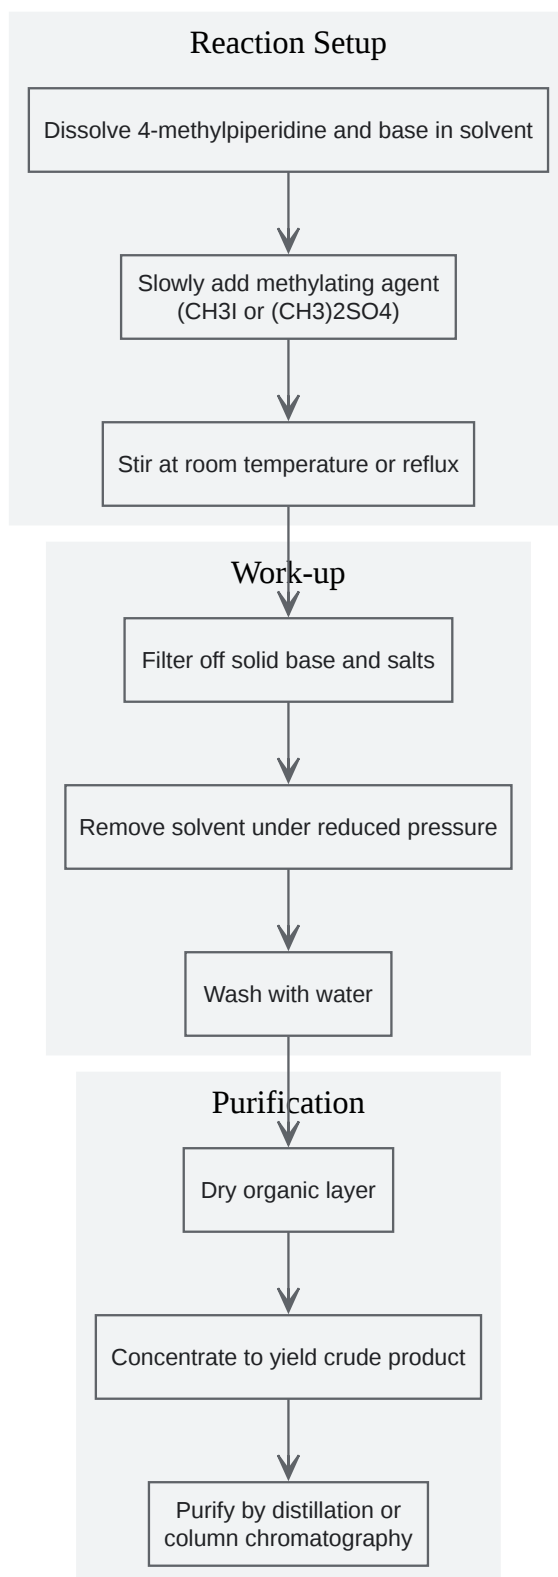 Reaction Setup
Dissolve 4-methylpiperidine and base in solvent
Slowly add methylating agent
(CH3I or (CH3)2SO4)
Stir at room temperature or reflux
Work-up
Filter off solid base and salts
Remove solvent under reduced pressure
Wash with water
Purification
Dry organic layer
Concentrate to yield crude product
Purify by distillation or
column chromatography